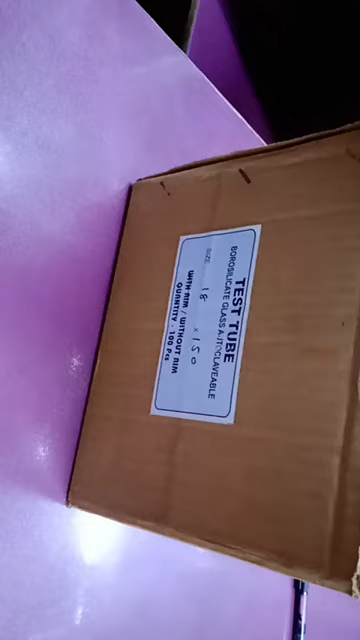 TEST TUBE
BOROSILICATE GLASS AUTOCLAVEABLE
SIZE 18 x 150
WITH RIM / WITHOUT RIM
QUANTITY - 100 Pcs